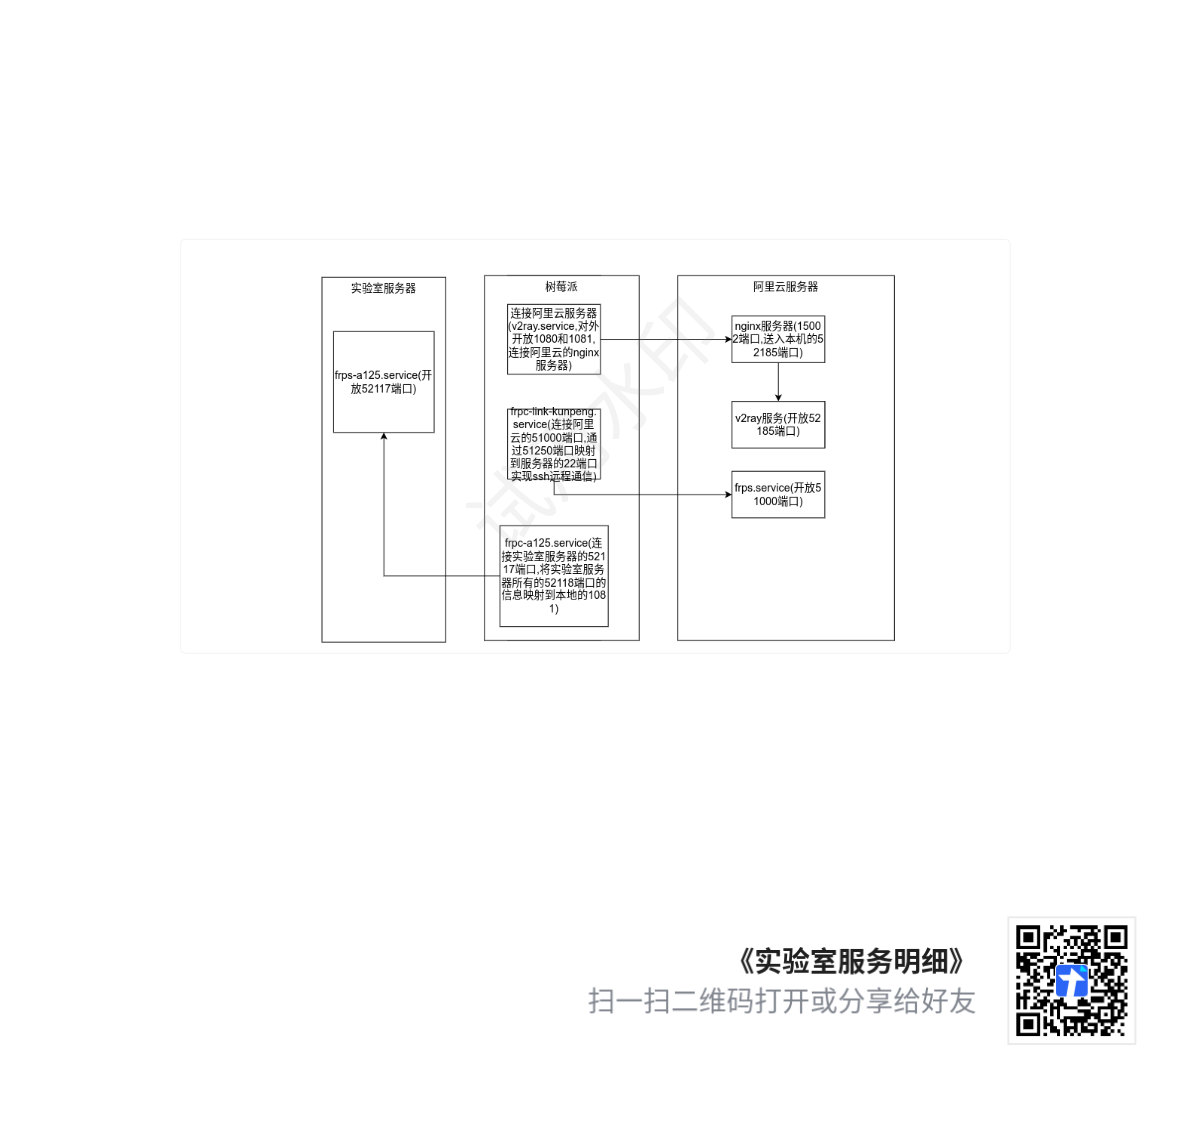 实验室服务器
frps-a125.service(开
放52117端口)
树莓派
连接阿里云服务器
(v2ray.service,对外
开放1080和1081,
连接阿里云的nginx
服务器)
frpc-link-kunpeng.
service(连接阿里
云的51000端口,通
过51250端口映射
到服务器的22端口
实现ssh远程通信)
frpc-a125.service(连
接实验室服务器的521
17端口,将实验室服务
器所有的52118端口的
信息映射到本地的108
1)
阿里云服务器
nginx服务器(1500
2端口,送入本机的5
2185端口)
v2ray服务(开放52
185端口)
frps.service(开放5
1000端口)
试用水印
《实验室服务明细》
扫一扫二维码打开或分享给好友